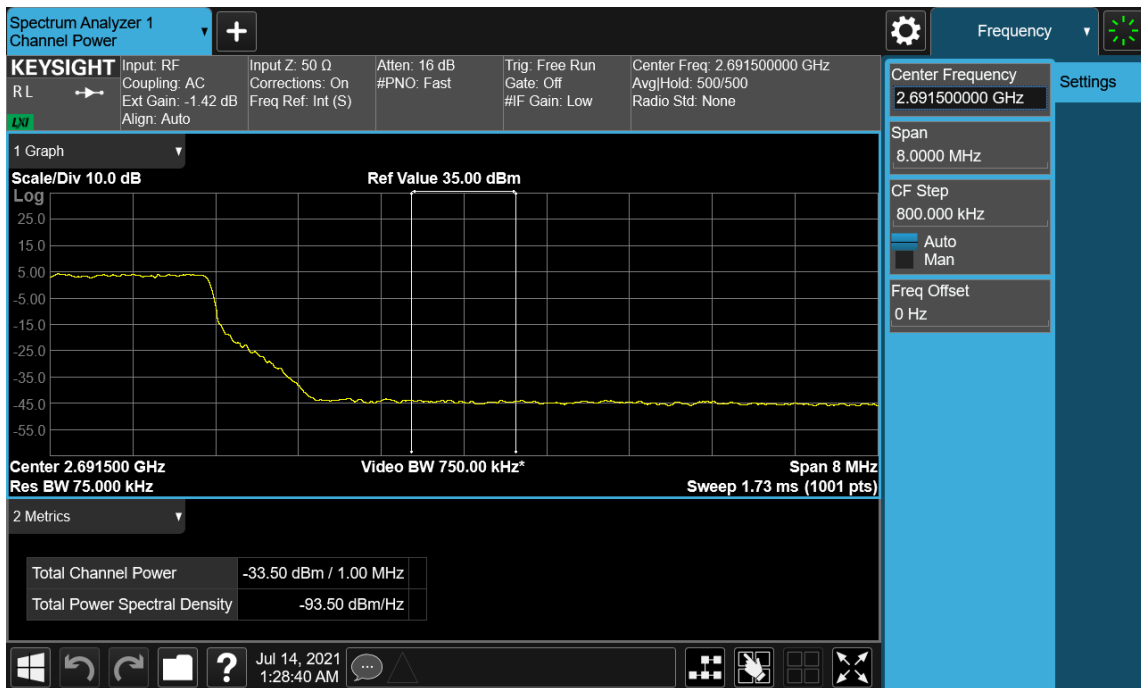 Spectrum Analyzer 1
Channel Power
+
Frequency
KEYSIGHT
R L
LXI
Input: RF
Coupling: AC
Ext Gain: -1.42 dB
Align: Auto
Input Z: 50 Ω
Corrections: On
Freq Ref: Int (S)
Atten: 16 dB
#PNO: Fast
Trig: Free Run
Gate: Off
#IF Gain: Low
Center Freq: 2.691500000 GHz
Avg|Hold: 500/500
Radio Std: None
Center Frequency
2.691500000 GHz
Settings
Span
8.0000 MHz
CF Step
800.000 kHz
Auto
Man
Freq Offset
0 Hz
1 Graph
Scale/Div 10.0 dB
Ref Value 35.00 dBm
Log
25.0
15.0
5.00
-5.00
-15.0
-25.0
-35.0
-45.0
-55.0
Center 2.691500 GHz
Video BW 750.00 kHz*
Span 8 MHz
Res BW 75.000 kHz
Sweep 1.73 ms (1001 pts)
2 Metrics
Total Channel Power
-33.50 dBm / 1.00 MHz
Total Power Spectral Density
-93.50 dBm/Hz
?
Jul 14, 2021
1:28:40 AM